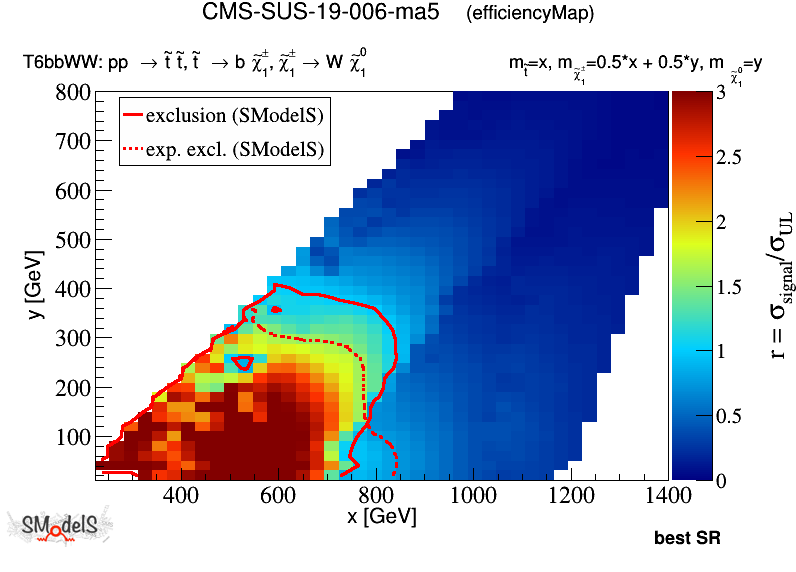 CMS-SUS-19-006-ma5 (efficiencyMap)
T6bbWW: pp → t̃ t̃, t̃ → b χ̃₁±, χ̃₁± → W χ̃₁⁰
m_t̃=x, m_χ̃₁±=0.5*x + 0.5*y, m_χ̃₁⁰=y
exclusion (SModelS)
exp. excl. (SModelS)
800
700
600
500
400
300
200
100
y [GeV]
400 600 800 1000 1200 1400
x [GeV]
3
2.5
2
1.5
1
0.5
0
r = σ_signal/σ_UL
SModelS
best SR